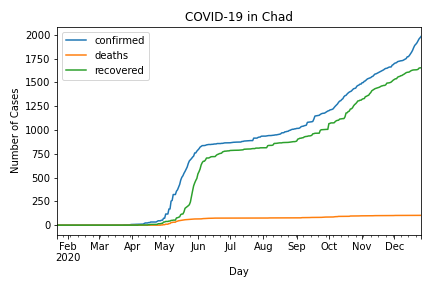 COVID-19 in Chad
confirmed
deaths
recovered
Number of Cases
2000
1750
1500
1250
1000
750
500
250
0
Feb Mar Apr May Jun Jul Aug Sep Oct Nov Dec
2020
Day